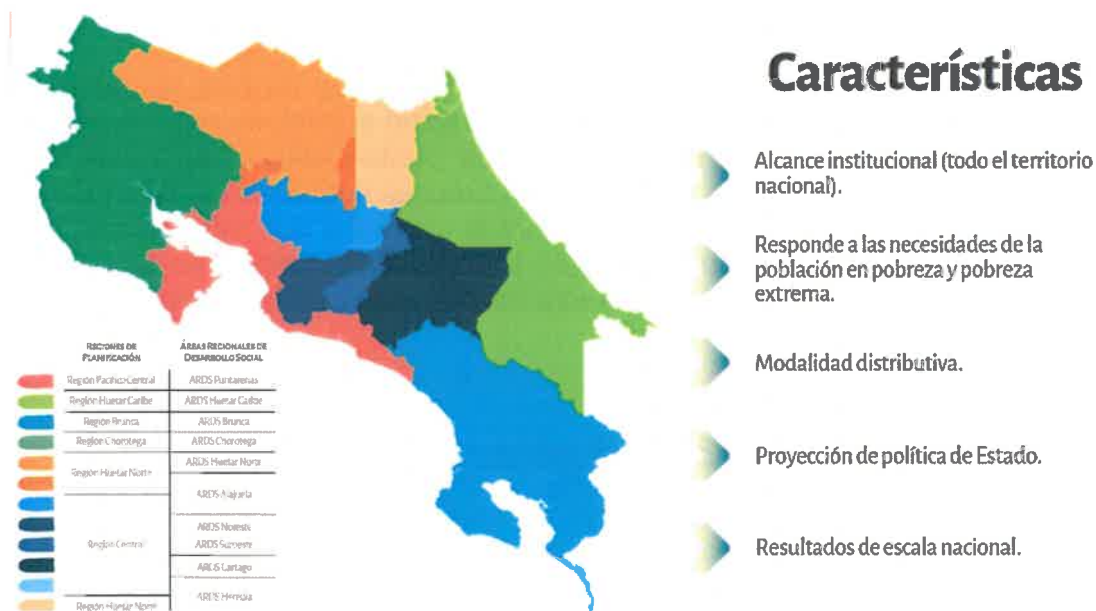 Características
Alcance institucional (todo el territorio
nacional).
Responde a las necesidades de la
población en pobreza y pobreza
extrema.
Modalidad distributiva.
Proyección de política de Estado.
Resultados de escala nacional.
REGIONES DE ÁREAS REGIONALES DE
PLANIFICACIÓN DESARROLLO SOCIAL
Región Pacífico Central ARDS Puntarenas
Región Huetar Caribe ARDS Huetar Caribe
Región Brunca ARDS Brunca
Región Chorotega ARDS Chorotega
Región Huetar Norte ARDS Huetar Norte
ARDS Alajuela
Región Central ARDS Noreste
ARDS Suroeste
ARDS Cartago
ARDS Heredia
Región Huetar Norte